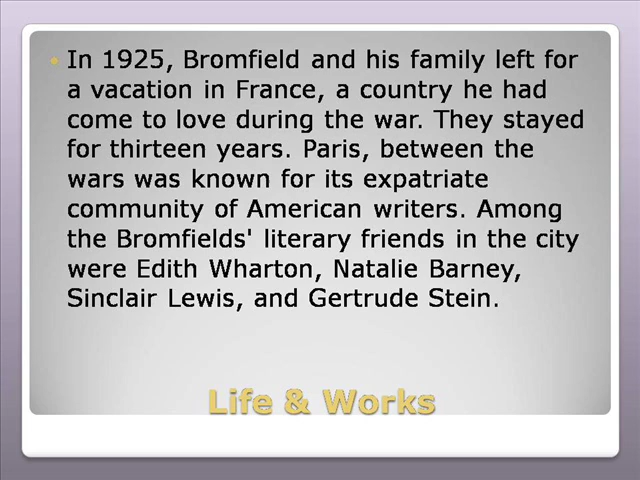 • In 1925, Bromfield and his family left for
a vacation in France, a country he had
come to love during the war. They stayed
for thirteen years. Paris, between the
wars was known for its expatriate
community of American writers. Among
the Bromfields' literary friends in the city
were Edith Wharton, Natalie Barney,
Sinclair Lewis, and Gertrude Stein.
Life & Works